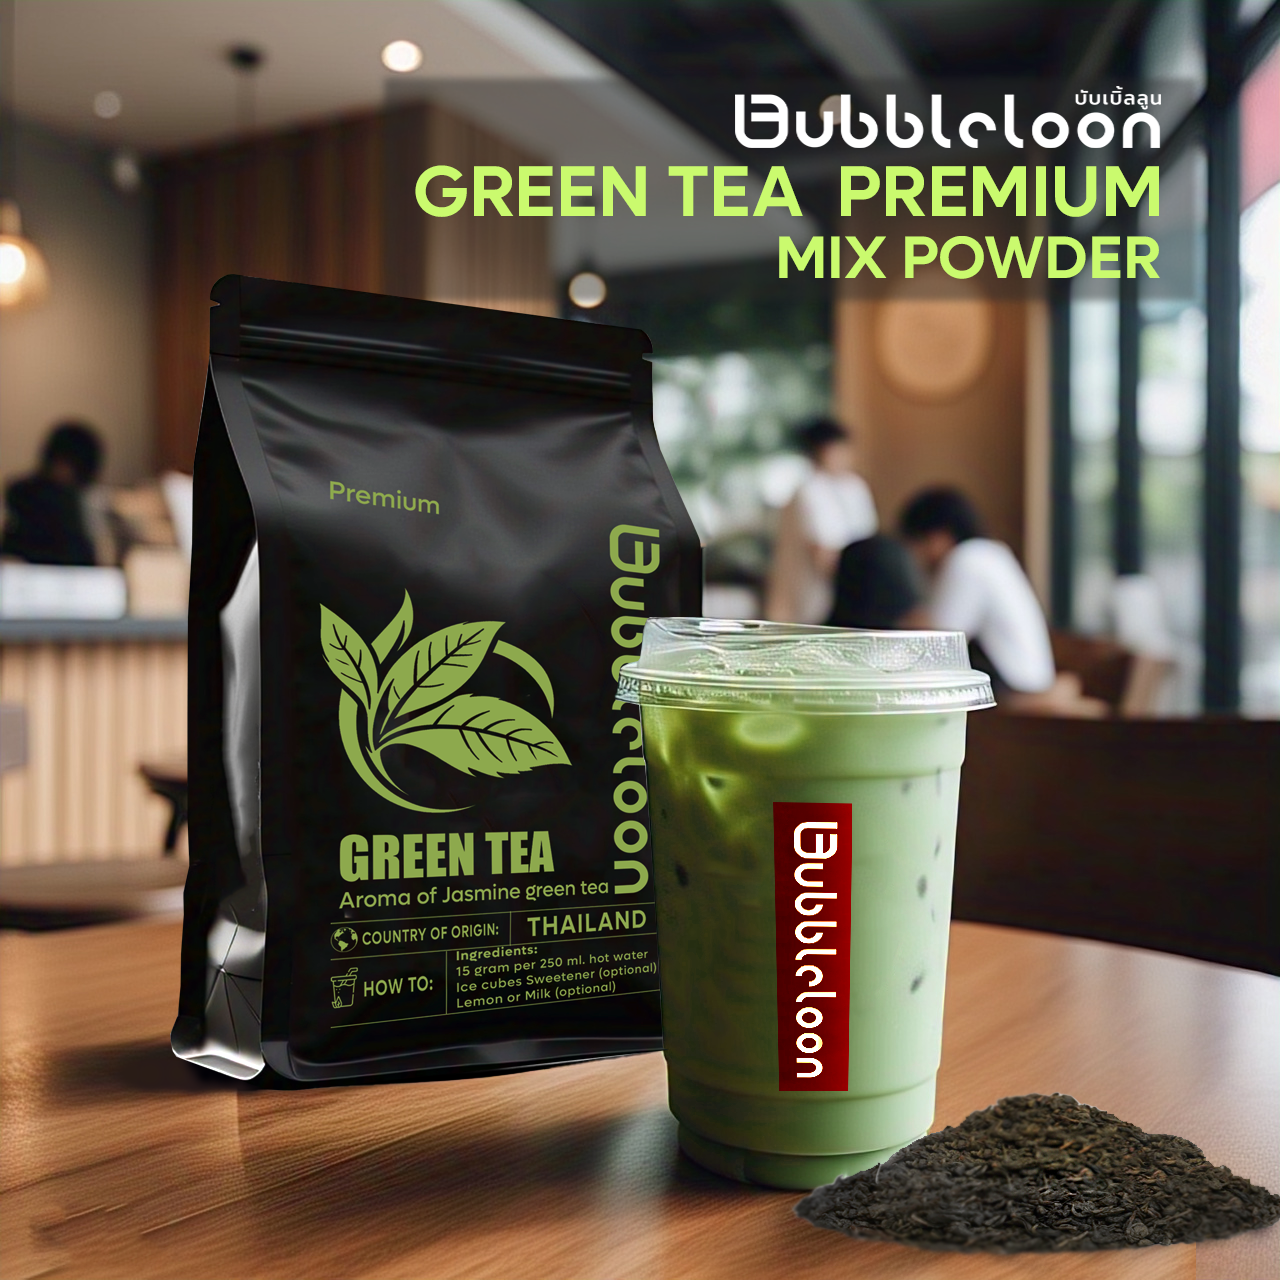 บับเบิ้ลลูน
Bubbleloon
GREEN TEA PREMIUM
MIX POWDER
Premium
Bubbleloon
GREEN TEA
Aroma of Jasmine green tea
COUNTRY OF ORIGIN:
THAILAND
HOW TO:
Ingredients:
15 gram per 250 ml. hot water
Ice cubes Sweetener (optional)
Lemon or Milk (optional)
Bubbleloon